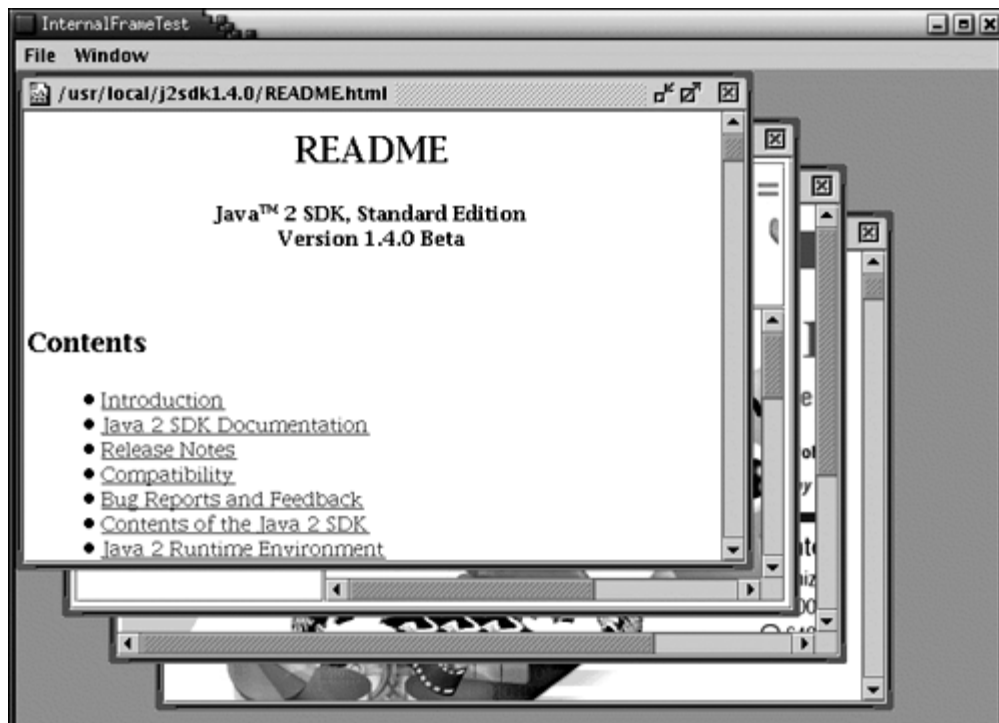 InternalFrameTest
File Window
/usr/local/j2sdk1.4.0/README.html
README
Java™ 2 SDK, Standard Edition
Version 1.4.0 Beta
Contents
Introduction
Java 2 SDK Documentation
Release Notes
Compatibility
Bug Reports and Feedback
Contents of the Java 2 SDK
Java 2 Runtime Environment